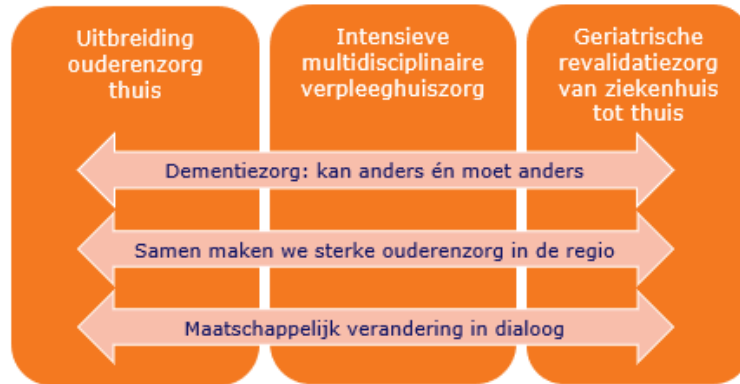 Uitbreiding
ouderenzorg
thuis
Intensieve
multidisciplinaire
verpleeghuiszorg
Geriatrische
revalidatiezorg
van ziekenhuis
tot thuis
Dementiezorg: kan anders én moet anders
Samen maken we sterke ouderenzorg in de regio
Maatschappelijk verandering in dialoog